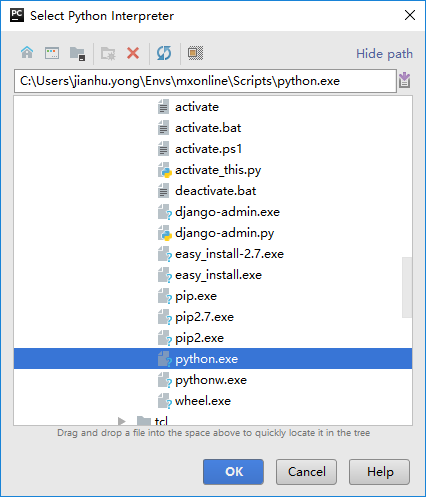 PC Select Python Interpreter
Hide path
C:\Users\jianhu.yong\Envs\mxonline\Scripts\python.exe
activate
activate.bat
activate.ps1
activate_this.py
deactivate.bat
django-admin.exe
django-admin.py
easy_install-2.7.exe
easy_install.exe
pip.exe
pip2.7.exe
pip2.exe
python.exe
pythonw.exe
wheel.exe
tcl
Drag and drop a file into the space above to quickly locate it in the tree
OK Cancel Help